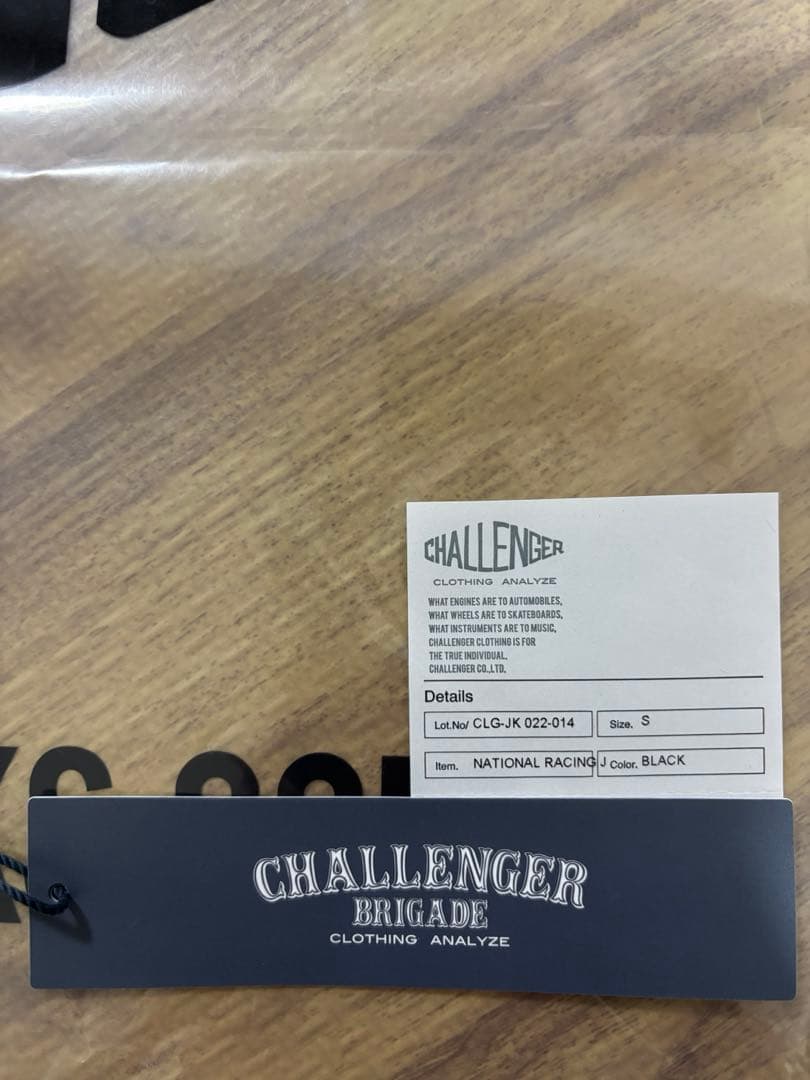 CHALLENGER
CLOTHING ANALYZE
WHAT ENGINES ARE TO AUTOMOBILES,
WHAT WHEELS ARE TO SKATEBOARDS,
WHAT INSTRUMENTS ARE TO MUSIC,
CHALLENGER CLOTHING IS FOR
THE TRUE INDIVIDUAL.
CHALLENGER CO.,LTD.
Details
Lot.No/ CLG-JK 022-014 Size. S
Item. NATIONAL RACING J Color. BLACK
CHALLENGER
BRIGADE
CLOTHING ANALYZE